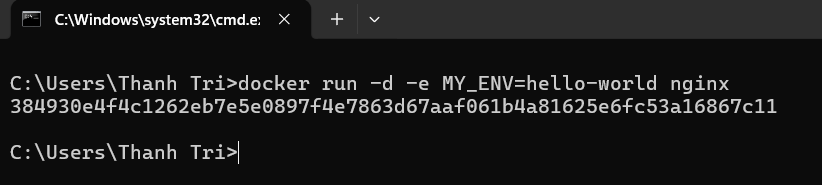 C:\Windows\system32\cmd.e›
C:\Users\Thanh Tri>docker run -d -e MY_ENV=hello-world nginx
384930e4f4c1262eb7e5e0897f4e7863d67aaf061b4a81625e6fc53a16867c11
C:\Users\Thanh Tri>